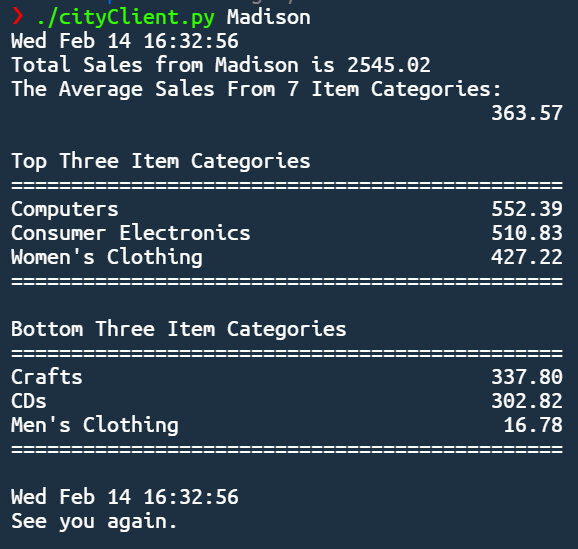 ❯ ./cityClient.py Madison
Wed Feb 14 16:32:56
Total Sales from Madison is 2545.02
The Average Sales From 7 Item Categories:
                                        363.57

Top Three Item Categories
==============================================
Computers                               552.39
Consumer Electronics                    510.83
Women's Clothing                        427.22
==============================================

Bottom Three Item Categories
==============================================
Crafts                                  337.80
CDs                                     302.82
Men's Clothing                           16.78
==============================================

Wed Feb 14 16:32:56
See you again.